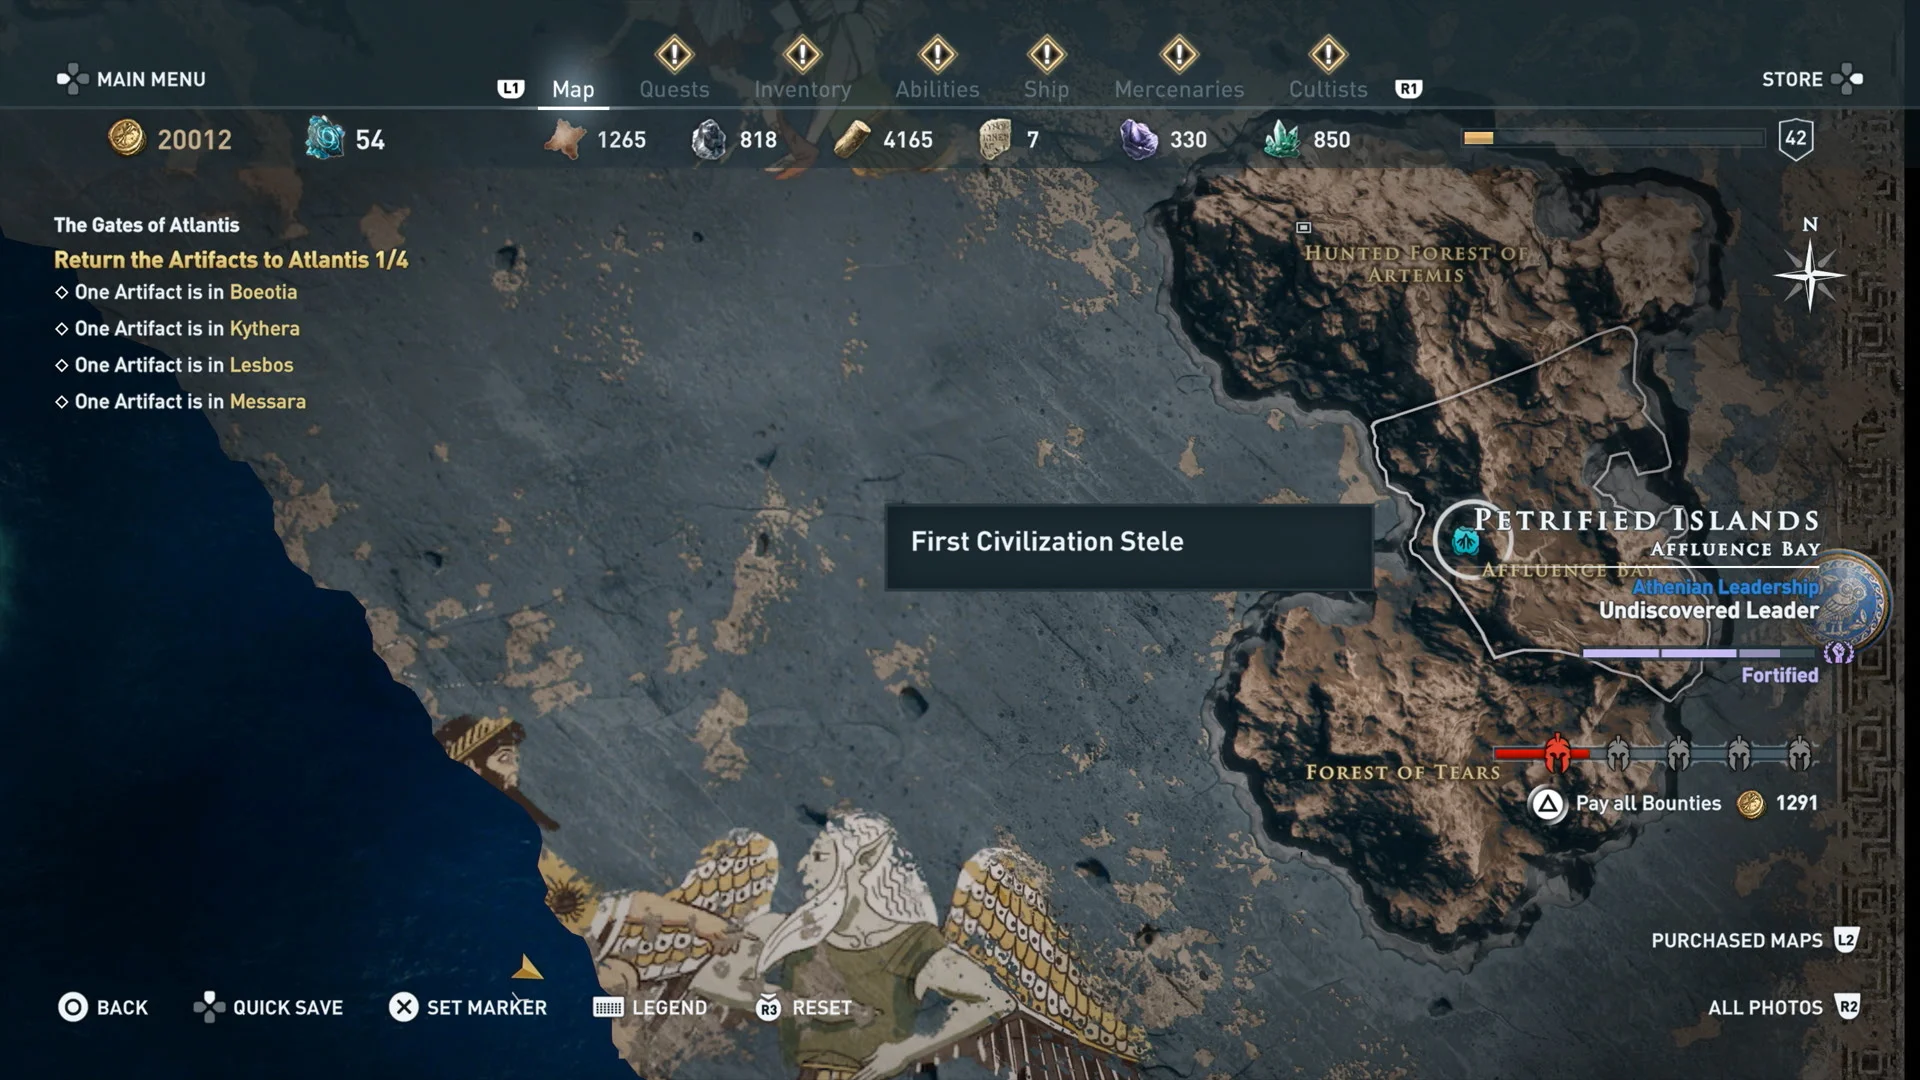 MAIN MENU
L1 Map Quests Inventory Abilities Ship Mercenaries Cultists R1
STORE
20012 54 1265 818 4165 7 330 850 42
The Gates of Atlantis
Return the Artifacts to Atlantis 1/4
One Artifact is in Boeotia
One Artifact is in Kythera
One Artifact is in Lesbos
One Artifact is in Messara
N
HUNTED FOREST OF
ARTEMIS
First Civilization Stele
PETRIFIED ISLANDS
AFFLUENCE BAY
AFFLUENCE BAY
Athenian Leadership
Undiscovered Leader
Fortified
FOREST OF TEARS
Pay all Bounties 1291
PURCHASED MAPS L2
BACK QUICK SAVE SET MARKER LEGEND R3 RESET
ALL PHOTOS R2